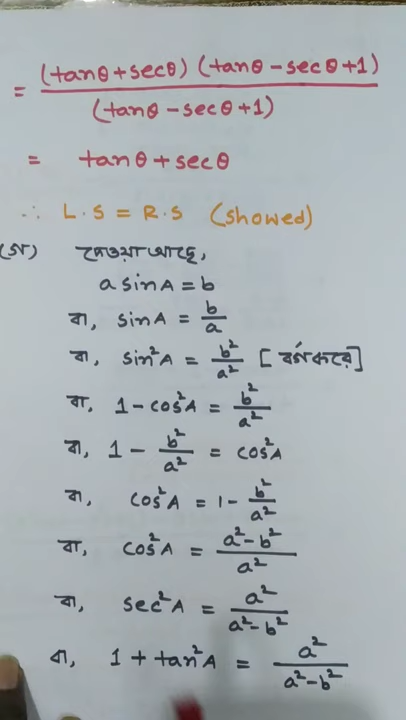 = (tanθ+secθ) (tanθ-secθ+1) / (tanθ-secθ+1)
= tanθ+secθ
∴ L.S = R.S (showed)
(গ) দেওয়া আছে,
a sinA = b
বা, sinA = b/a
বা, sin²A = b²/a² [বর্গ করে]
বা, 1-cos²A = b²/a²
বা, 1 - b²/a² = cos²A
বা, cos²A = 1 - b²/a²
বা, cos²A = a²-b²/a²
বা, sec²A = a²/a²-b²
বা, 1 + tan²A = a²/a²-b²